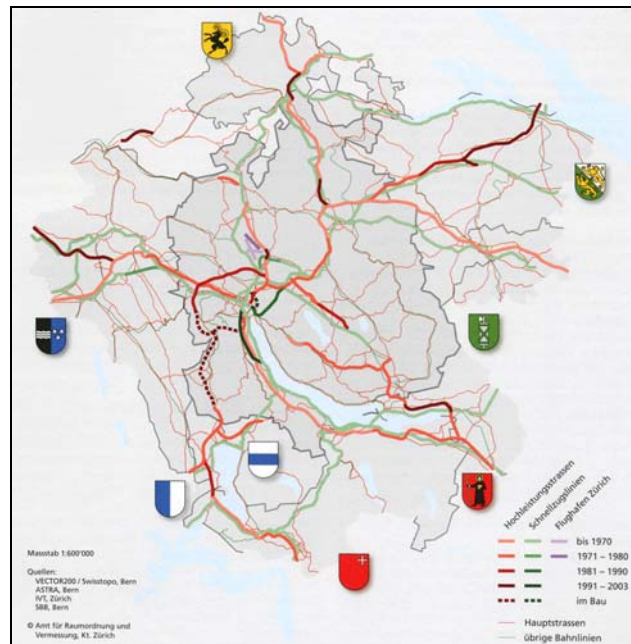 Massstab 1:600'000
Quellen:
VECTOR200 / Swisstopo, Bern
ASTRA, Bern
IVT, Zürich
SBB, Bern
© Amt für Raumordnung und
Vermessung, Kt. Zürich
Hochleistungsstrassen
Schnellzugslinien
Flughafen Zürich
bis 1970
1971 – 1980
1981 – 1990
1991 – 2003
im Bau
Hauptstrassen
übrige Bahnlinien